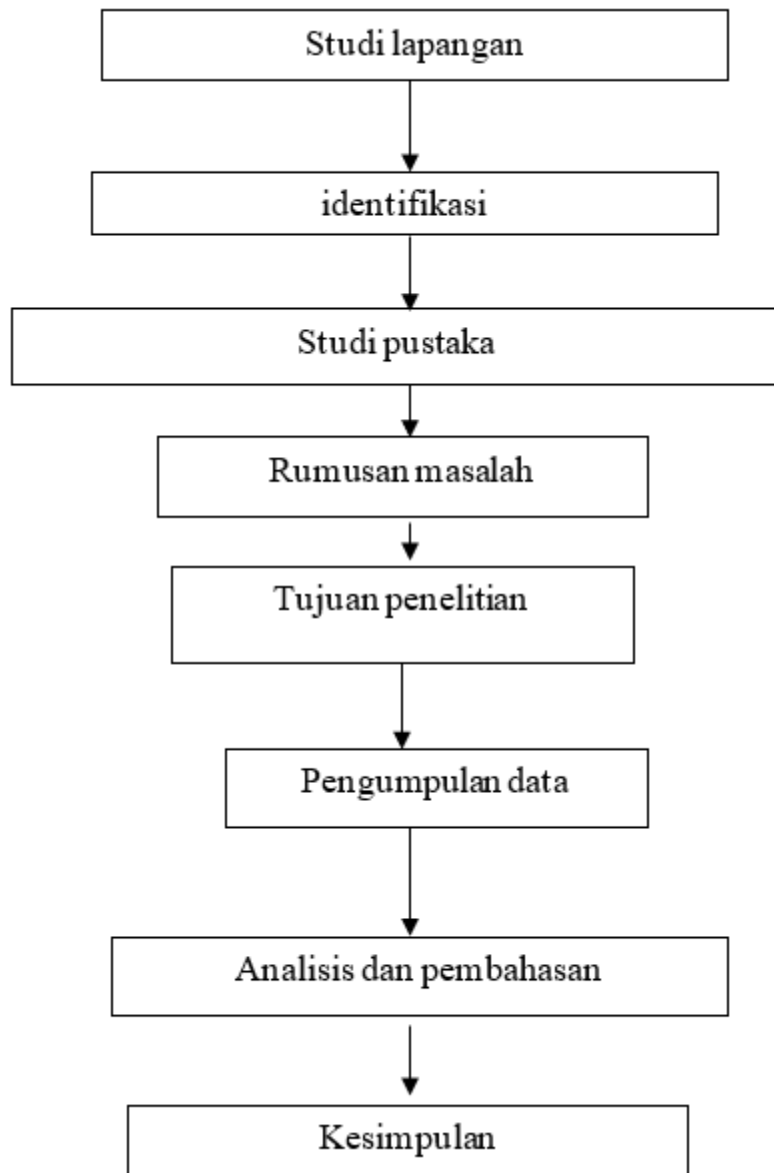 Studi lapangan
identifikasi
Studi pustaka
Rumusan masalah
Tujuan penelitian
Pengumpulan data
Analisis dan pembahasan
Kesimpulan